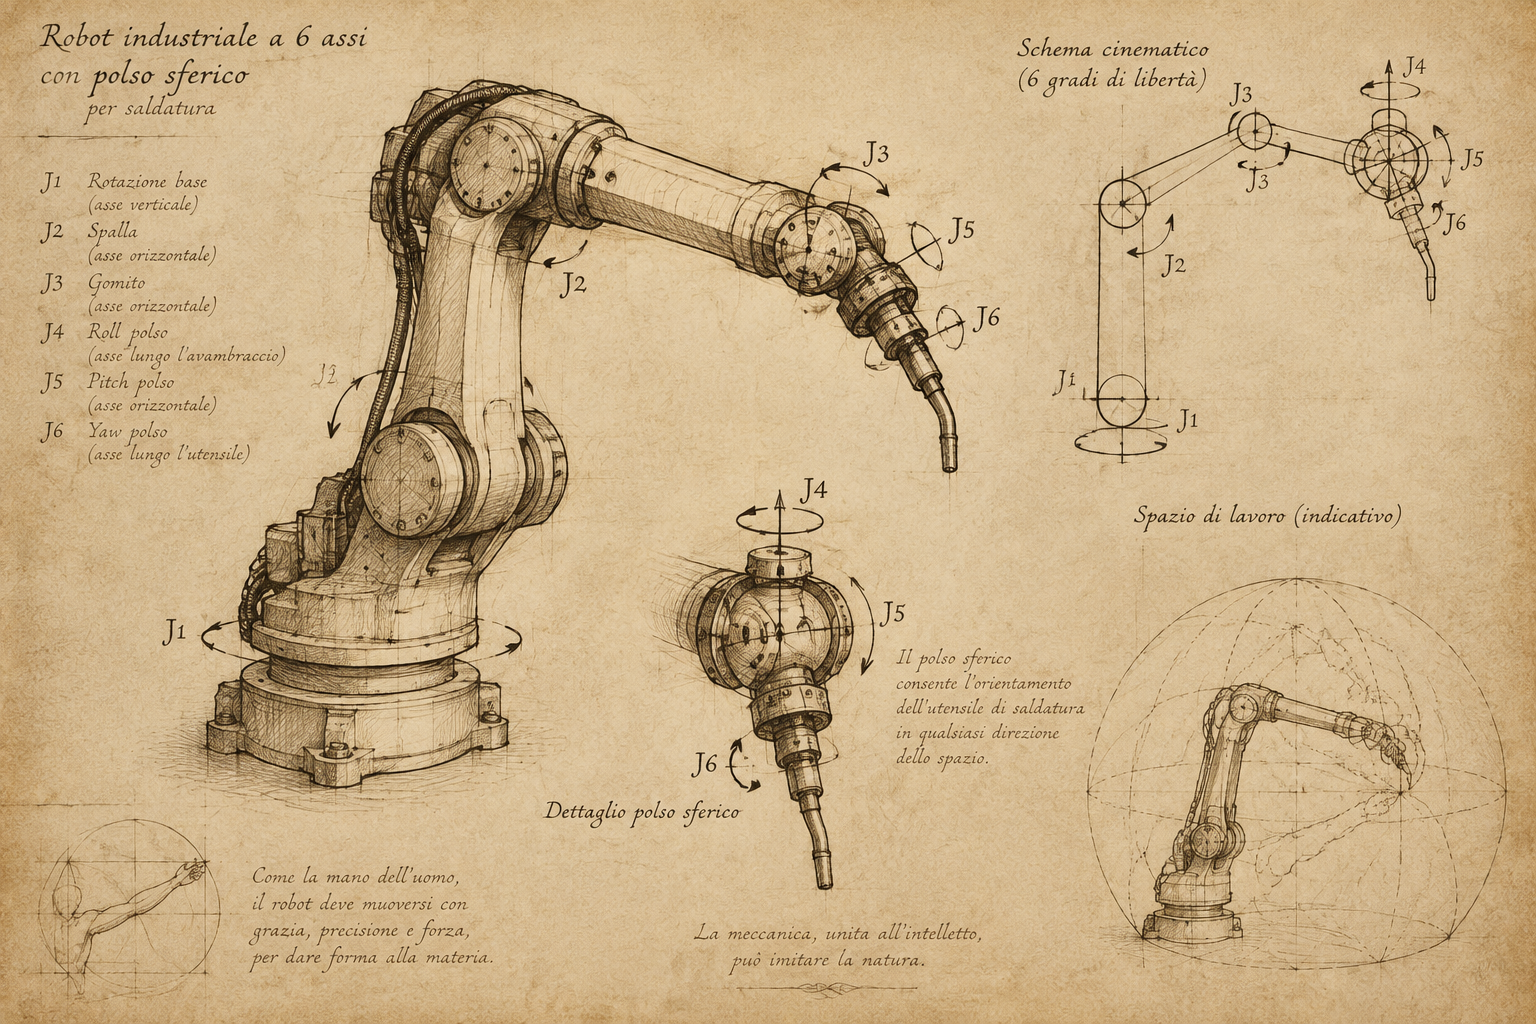 Robot industriale a 6 assi
con polso sferico
per saldatura
J1 Rotazione base
(asse verticale)
J2 Spalla
(asse orizzontale)
J3 Gomito
(asse orizzontale)
J4 Roll polso
(asse lungo l'avambraccio)
J5 Pitch polso
(asse orizzontale)
J6 Yaw polso
(asse lungo l'utensile)
J3
J5
J2
J6
J1
Schema cinematico
(6 gradi di libertà)
J4
J3
J5
J3
J6
J2
J1
J1
J4
J5
J6
Dettaglio polso sferico
Il polso sferico
consente l'orientamento
dell'utensile di saldatura
in qualsiasi direzione
dello spazio.
Spazio di lavoro (indicativo)
Come la mano dell'uomo,
il robot deve muoversi con
grazia, precisione e forza,
per dare forma alla materia.
La meccanica, unita all'intelletto,
può imitare la natura.